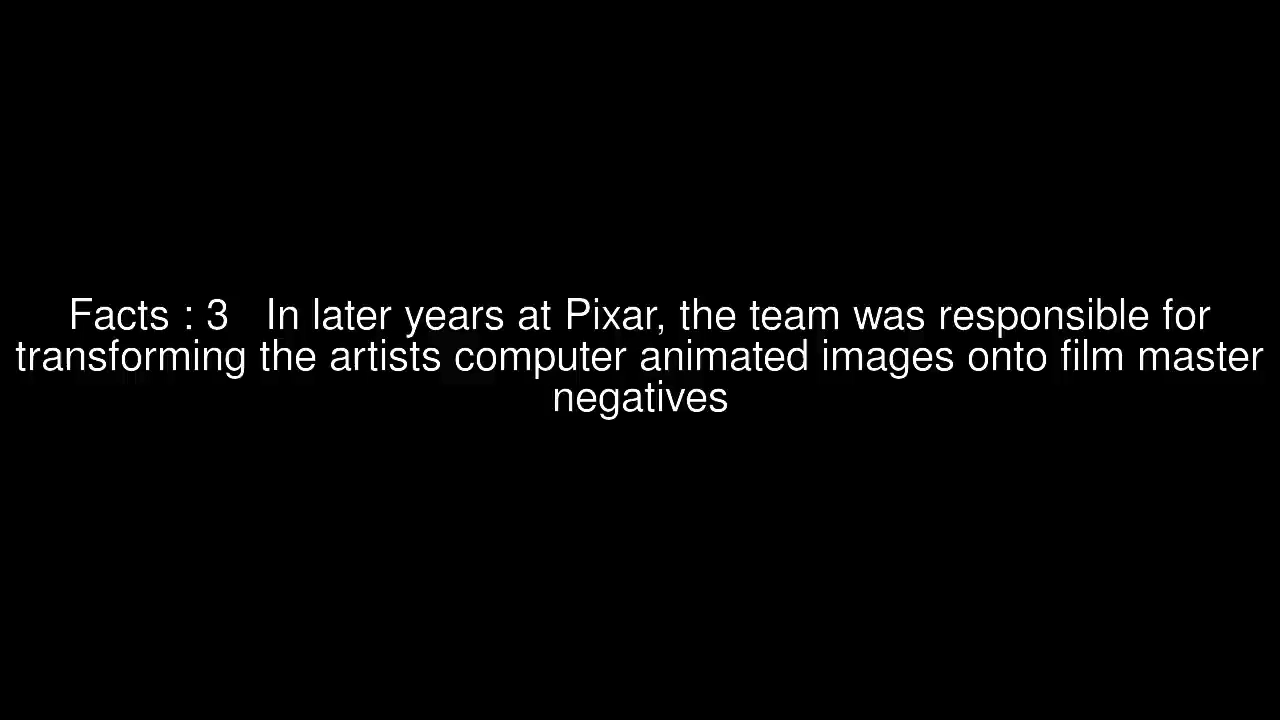 Facts : 3   In later years at Pixar, the team was responsible for
transforming the artists computer animated images onto film master
negatives